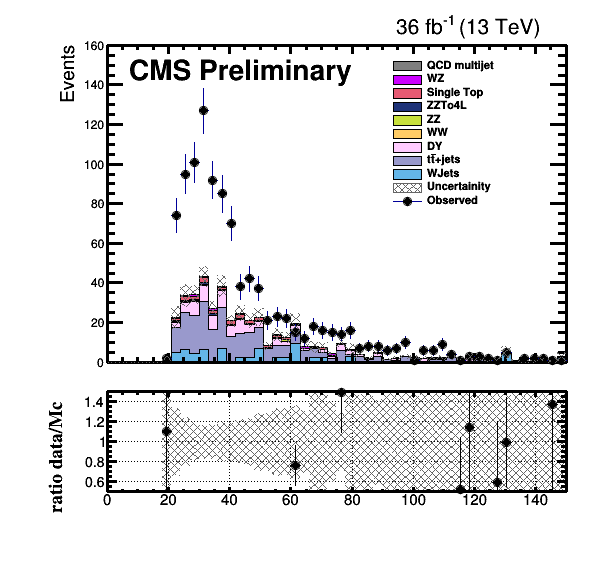 36 fb⁻¹ (13 TeV)
CMS Preliminary
Events
160
140
120
100
80
60
40
20
0
QCD multijet
WZ
Single Top
ZZTo4L
ZZ
WW
DY
tt̄+jets
WJets
Uncertainity
Observed
ratio data/Mc
1.4
1.2
1
0.8
0.6
0 20 40 60 80 100 120 140